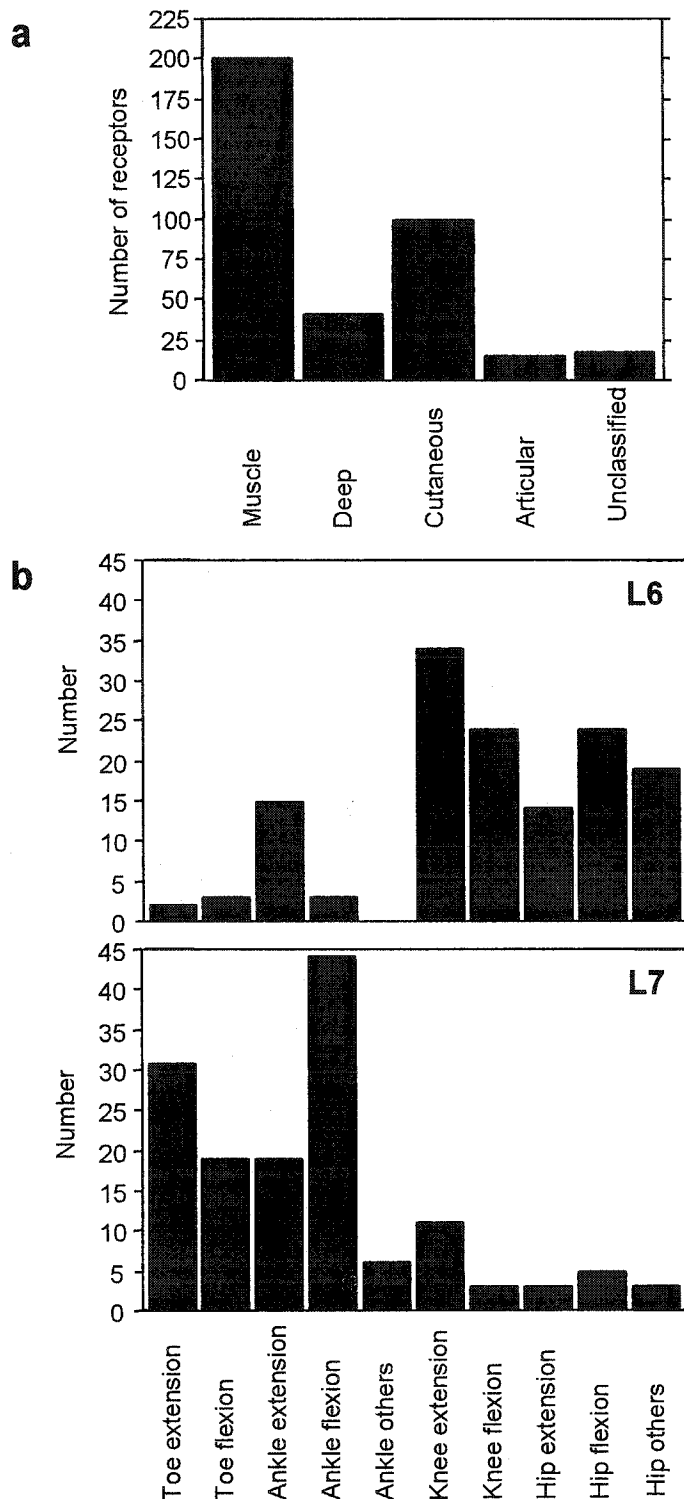 a
Number of receptors
225
200
175
150
125
100
75
50
25
0
Muscle
Deep
Cutaneous
Articular
Unclassified
b
L6
Number
45
40
35
30
25
20
15
10
5
0
L7
Number
45
40
35
30
25
20
15
10
5
0
Toe extension
Toe flexion
Ankle extension
Ankle flexion
Ankle others
Knee extension
Knee flexion
Hip extension
Hip flexion
Hip others